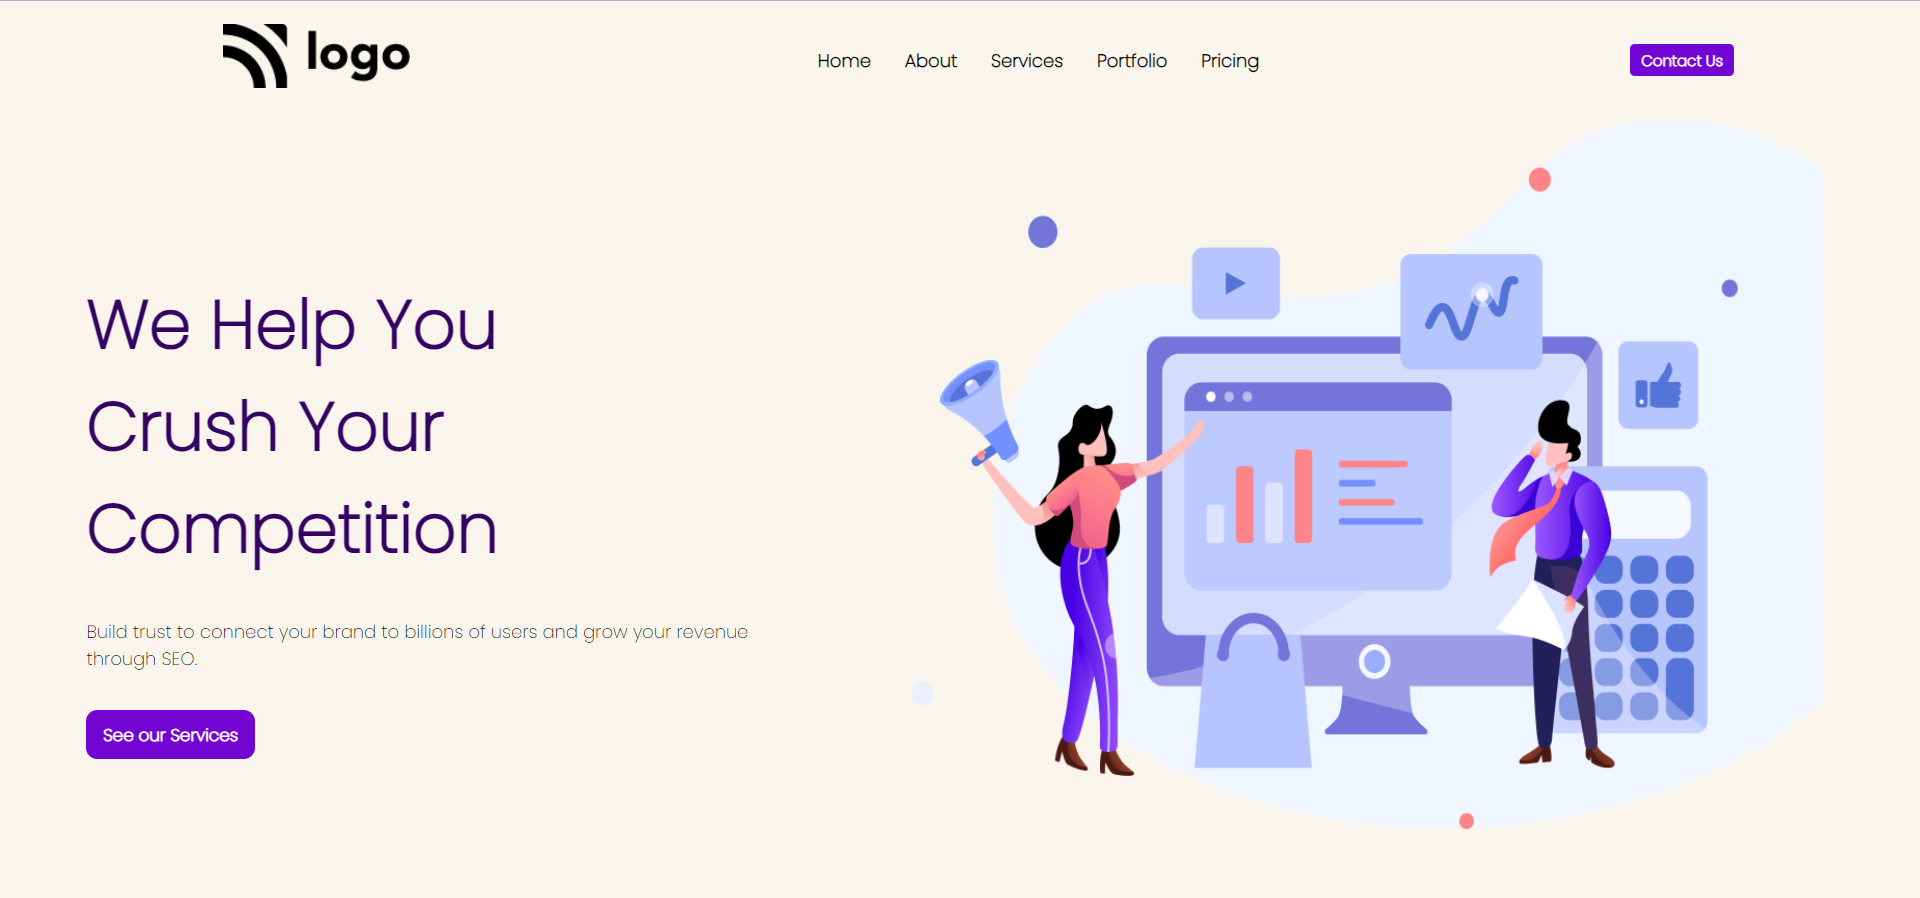 logo
Home About Services Portfolio Pricing
Contact Us
We Help You
Crush Your
Competition
Build trust to connect your brand to billions of users and grow your revenue
through SEO.
See our Services